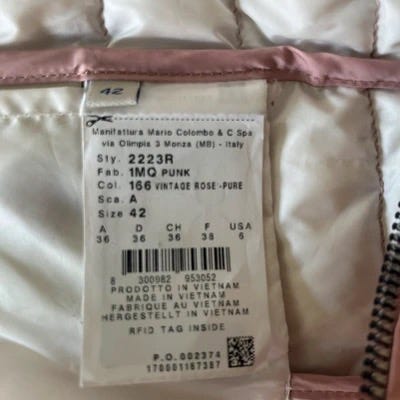 42
Manifattura Mario Colombo & C Spa
via Olimpia 3 Monza (MB) - Italy
Sty. 2223R
Fab. 1MQ PUNK
Col. 166 VINTAGE ROSE-PURE
Sca. A
Size 42
A D CH F USA
36 36 36 38 6
8 300982 953052
PRODOTTO IN VIETNAM
MADE IN VIETNAM
FABRIQUE AU VIETNAM
HERGESTELLT IN VIETNAM
RFID TAG INSIDE
P.O.002374
170001167387